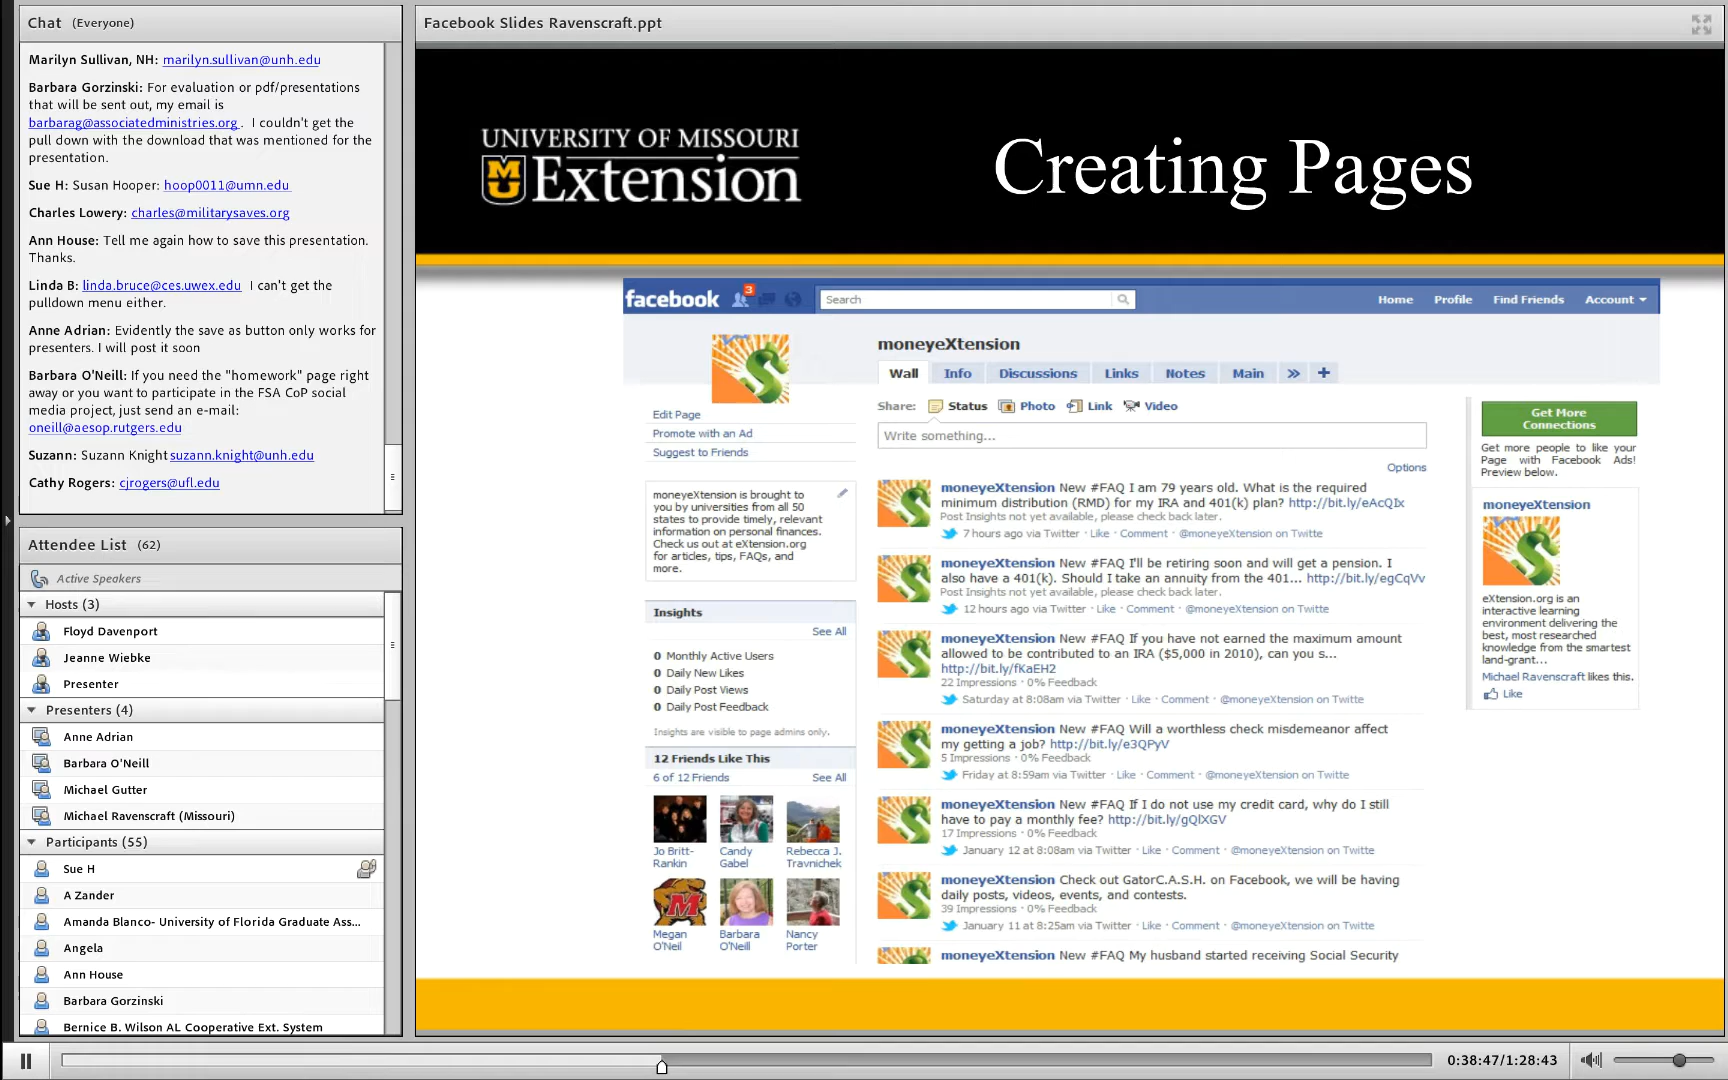 Chat (Everyone)
Marilyn Sullivan, NH: marilyn.sullivan@unh.edu
Barbara Gorzinski: For evaluation or pdf/presentations
that will be sent out, my email is
barbarag@associatedministries.org . I couldn't get the
pull down with the download that was mentioned for the
presentation.
Sue H: Susan Hooper: hoop0011@umn.edu
Charles Lowery: charles@militarysaves.org
Ann House: Tell me again how to save this presentation.
Thanks.
Linda B: linda.bruce@ces.uwex.edu I can't get the
pulldown menu either.
Anne Adrian: Evidently the save as button only works for
presenters. I will post it soon
Barbara O'Neill: If you need the "homework" page right
away or you want to participate in the FSA CoP social
media project, just send an e-mail:
oneill@aesop.rutgers.edu
Suzann: Suzann Knight suzann.knight@unh.edu
Cathy Rogers: cjrogers@ufl.edu
Attendee List (62)
Active Speakers
Hosts (3)
Floyd Davenport
Jeanne Wiebke
Presenter
Presenters (4)
Anne Adrian
Barbara O'Neill
Michael Gutter
Michael Ravenscraft (Missouri)
Participants (55)
Sue H
A Zander
Amanda Blanco- University of Florida Graduate Ass...
Angela
Ann House
Barbara Gorzinski
Bernice B. Wilson AL Cooperative Ext. System
Facebook Slides Ravenscraft.ppt
UNIVERSITY OF MISSOURI
Extension
Creating Pages
facebook 3 Search Home Profile Find Friends Account
moneyeXtension
Wall Info Discussions Links Notes Main » +
Share: Status Photo Link Video
Write something...
Options
Edit Page
Promote with an Ad
Suggest to Friends
moneyeXtension is brought to
you by universities from all 50
states to provide timely, relevant
information on personal finances.
Check us out at eXtension.org
for articles, tips, FAQs, and
more.
Insights
See All
0 Monthly Active Users
0 Daily New Likes
0 Daily Post Views
0 Daily Post Feedback
Insights are visible to page admins only.
12 Friends Like This
6 of 12 Friends See All
Jo Britt-
Rankin
Candy
Gabel
Rebecca J.
Travnichek
Megan
O'Neil
Barbara
O'Neill
Nancy
Porter
moneyeXtension New #FAQ I am 79 years old. What is the required
minimum distribution (RMD) for my IRA and 401(k) plan? http://bit.ly/eAcQIx
Post Insights not yet available, please check back later.
7 hours ago via Twitter · Like · Comment · @moneyeXtension on Twitte
moneyeXtension New #FAQ I'll be retiring soon and will get a pension. I
also have a 401(k). Should I take an annuity from the 401... http://bit.ly/egCqVv
Post Insights not yet available, please check back later.
12 hours ago via Twitter · Like · Comment · @moneyeXtension on Twitte
moneyeXtension New #FAQ If you have not earned the maximum amount
allowed to be contributed to an IRA ($5,000 in 2010), can you s...
http://bit.ly/fKaEH2
22 Impressions · 0% Feedback
Saturday at 8:08am via Twitter · Like · Comment · @moneyeXtension on Twitte
moneyeXtension New #FAQ Will a worthless check misdemeanor affect
my getting a job? http://bit.ly/e3QPyV
5 Impressions · 0% Feedback
Friday at 8:59am via Twitter · Like · Comment · @moneyeXtension on Twitte
moneyeXtension New #FAQ If I do not use my credit card, why do I still
have to pay a monthly fee? http://bit.ly/gQlXGV
17 Impressions · 0% Feedback
January 12 at 8:08am via Twitter · Like · Comment · @moneyeXtension on Twitte
moneyeXtension Check out GatorC.A.S.H. on Facebook, we will be having
daily posts, videos, events, and contests.
39 Impressions · 0% Feedback
January 11 at 8:25am via Twitter · Like · Comment · @moneyeXtension on Twitte
moneyeXtension New #FAQ My husband started receiving Social Security
Get More
Connections
Get more people to like your
Page with Facebook Ads!
Preview below.
moneyeXtension
eXtension.org is an
interactive learning
environment delivering the
best, most researched
knowledge from the smartest
land-grant...
Michael Ravenscraft likes this.
Like
0:38:47/1:28:43